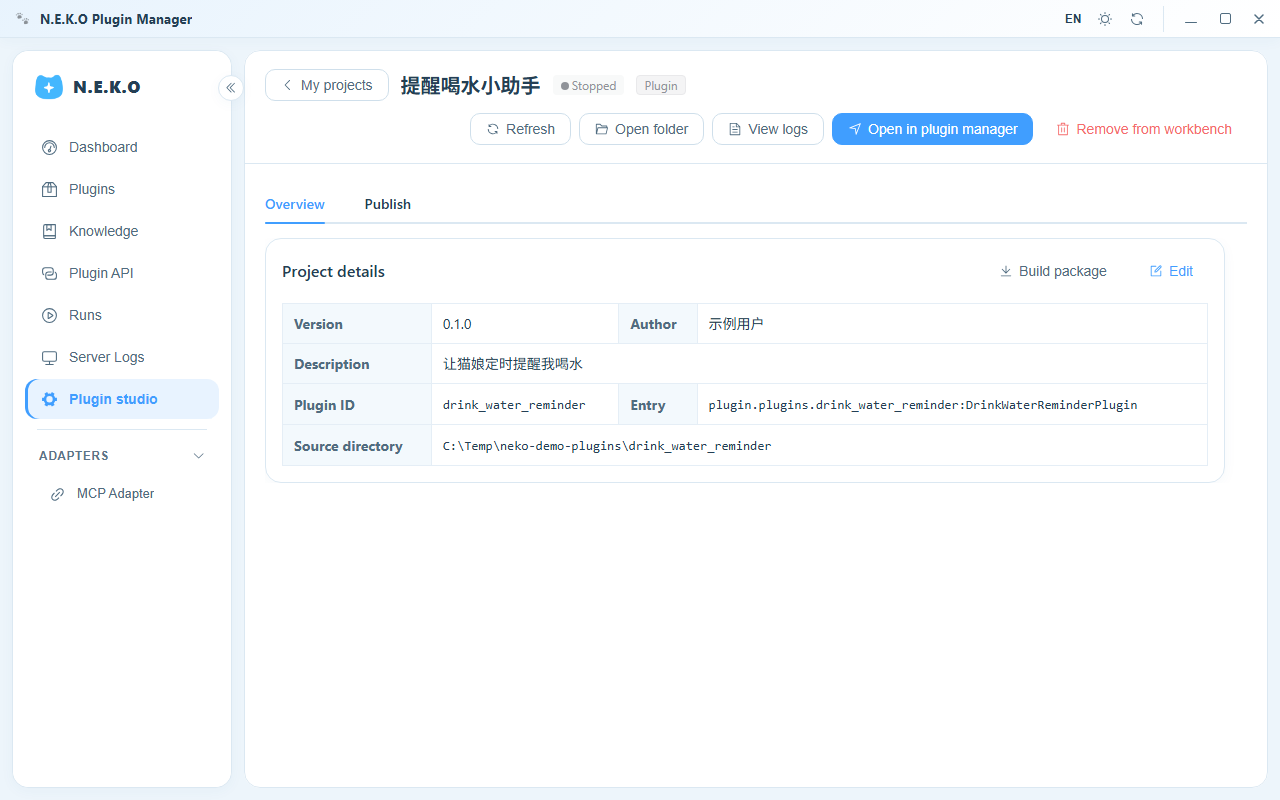 N.E.K.O Plugin Manager
EN
N.E.K.O
My projects
提醒喝水小助手
Stopped
Plugin
Refresh
Open folder
View logs
Open in plugin manager
Remove from workbench
Dashboard
Plugins
Knowledge
Plugin API
Runs
Server Logs
Plugin studio
ADAPTERS
MCP Adapter
Overview
Publish
Project details
Build package
Edit
Version
0.1.0
Author
示例用户
Description
让猫娘定时提醒我喝水
Plugin ID
drink_water_reminder
Entry
plugin.plugins.drink_water_reminder:DrinkWaterReminderPlugin
Source directory
C:\Temp\neko-demo-plugins\drink_water_reminder